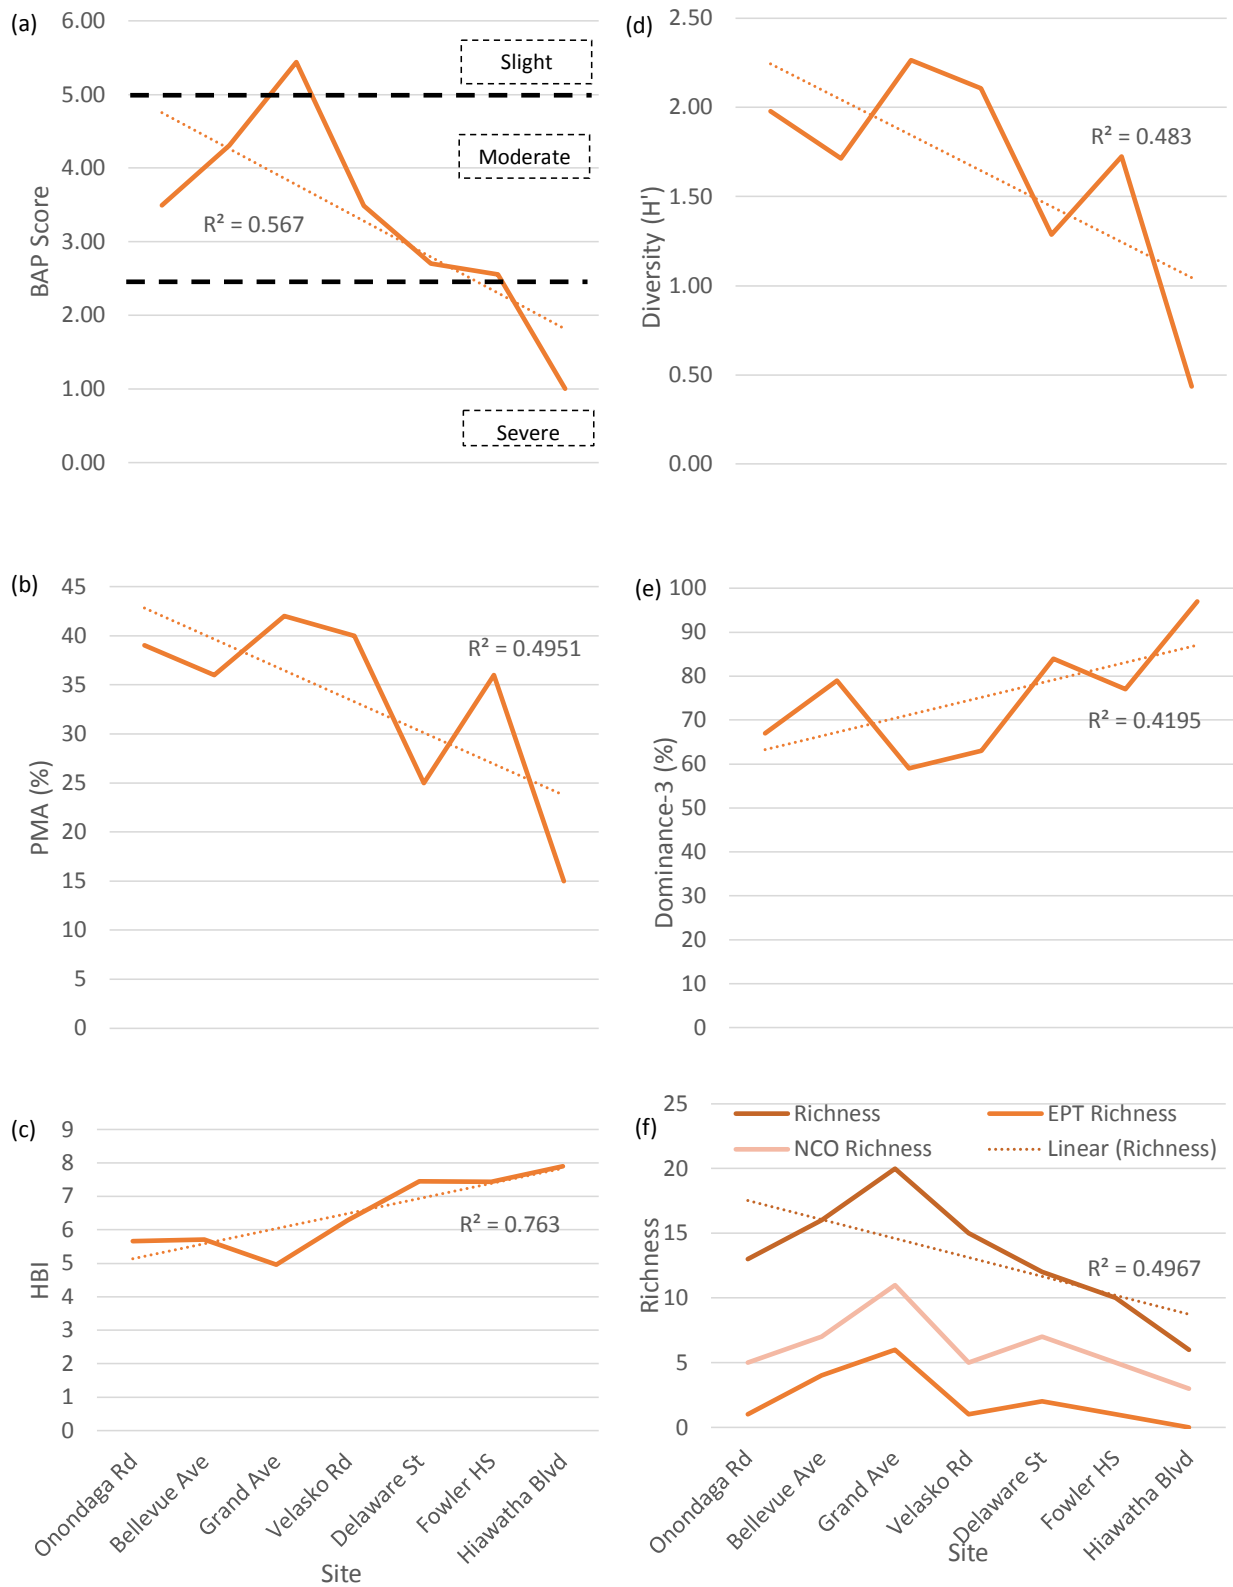 (a)
6.00
5.00
4.00
3.00
2.00
1.00
0.00
BAP Score
Slight
Moderate
Severe
R² = 0.567
(d)
2.50
2.00
1.50
1.00
0.50
0.00
Diversity (H')
R² = 0.483
(b)
45
40
35
30
25
20
15
10
5
0
PMA (%)
R² = 0.4951
(e)
100
90
80
70
60
50
40
30
20
10
0
Dominance-3 (%)
R² = 0.4195
(c)
9
8
7
6
5
4
3
2
1
0
HBI
R² = 0.763
Onondaga Rd
Bellevue Ave
Grand Ave
Velasko Rd
Delaware St
Fowler HS
Hiawatha Blvd
Site
(f)
25
20
15
10
5
0
Richness
Richness
EPT Richness
NCO Richness
Linear (Richness)
R² = 0.4967
Onondaga Rd
Bellevue Ave
Grand Ave
Velasko Rd
Delaware St
Fowler HS
Hiawatha Blvd
Site